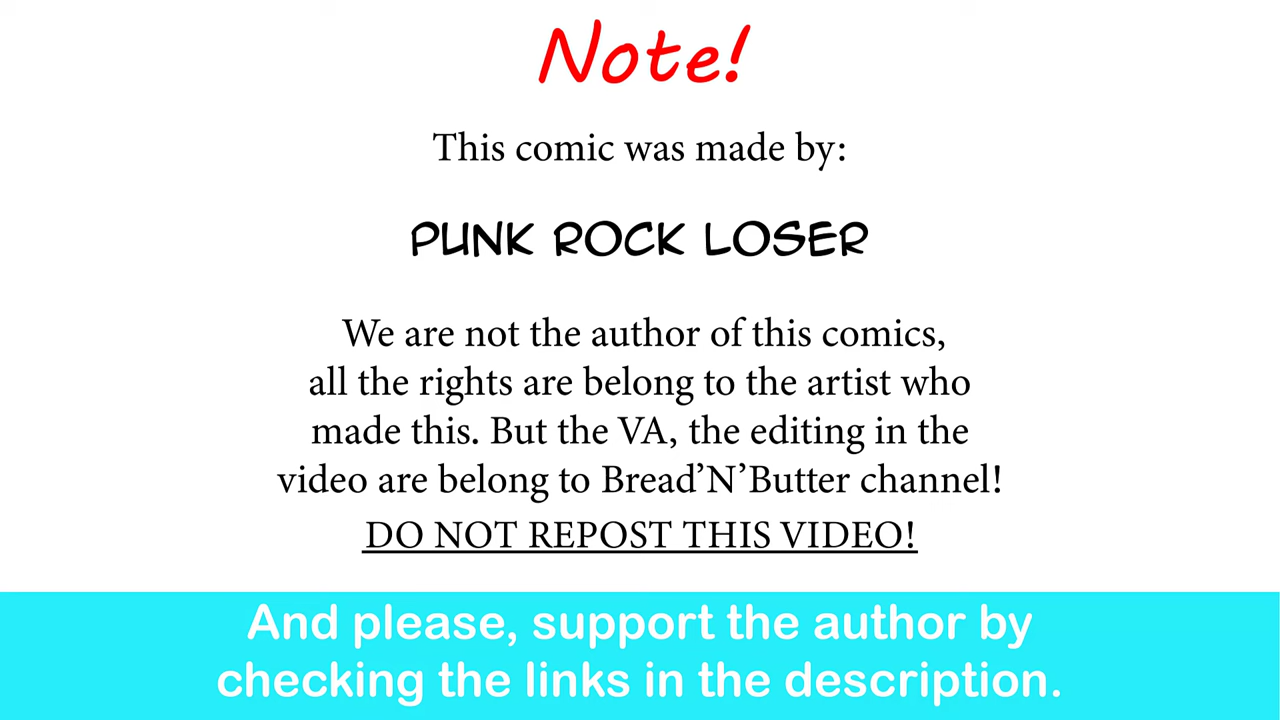 Note!
This comic was made by:
PUNK ROCK LOSER
We are not the author of this comics,
all the rights are belong to the artist who
made this. But the VA, the editing in the
video are belong to Bread’N’Butter channel!
DO NOT REPOST THIS VIDEO!
And please, support the author by
checking the links in the description.